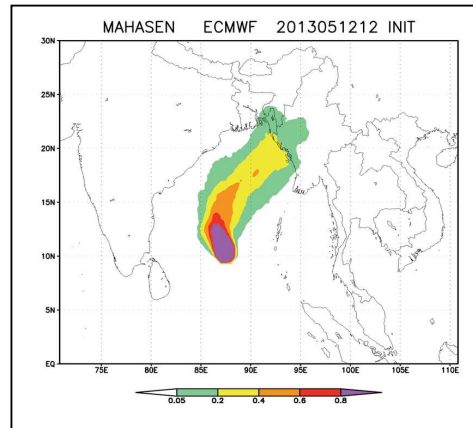 MAHASEN ECMWF 2013051212 INIT
30N
25N
20N
15N
10N
5N
EQ
75E 80E 85E 90E 95E 100E 105E 110E
0.05 0.2 0.4 0.6 0.8